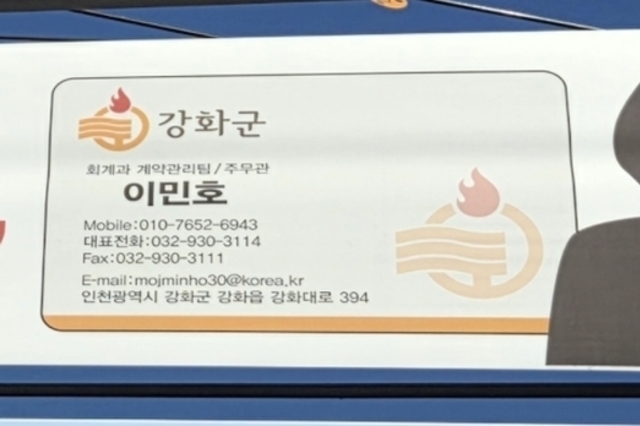 강화군
회계과 계약관리팀/주무관
이민호
Mobile:010-7652-6943
대표전화:032-930-3114
Fax:032-930-3111
E-mail:mojminho30@korea.kr
인천광역시 강화군 강화읍 강화대로 394